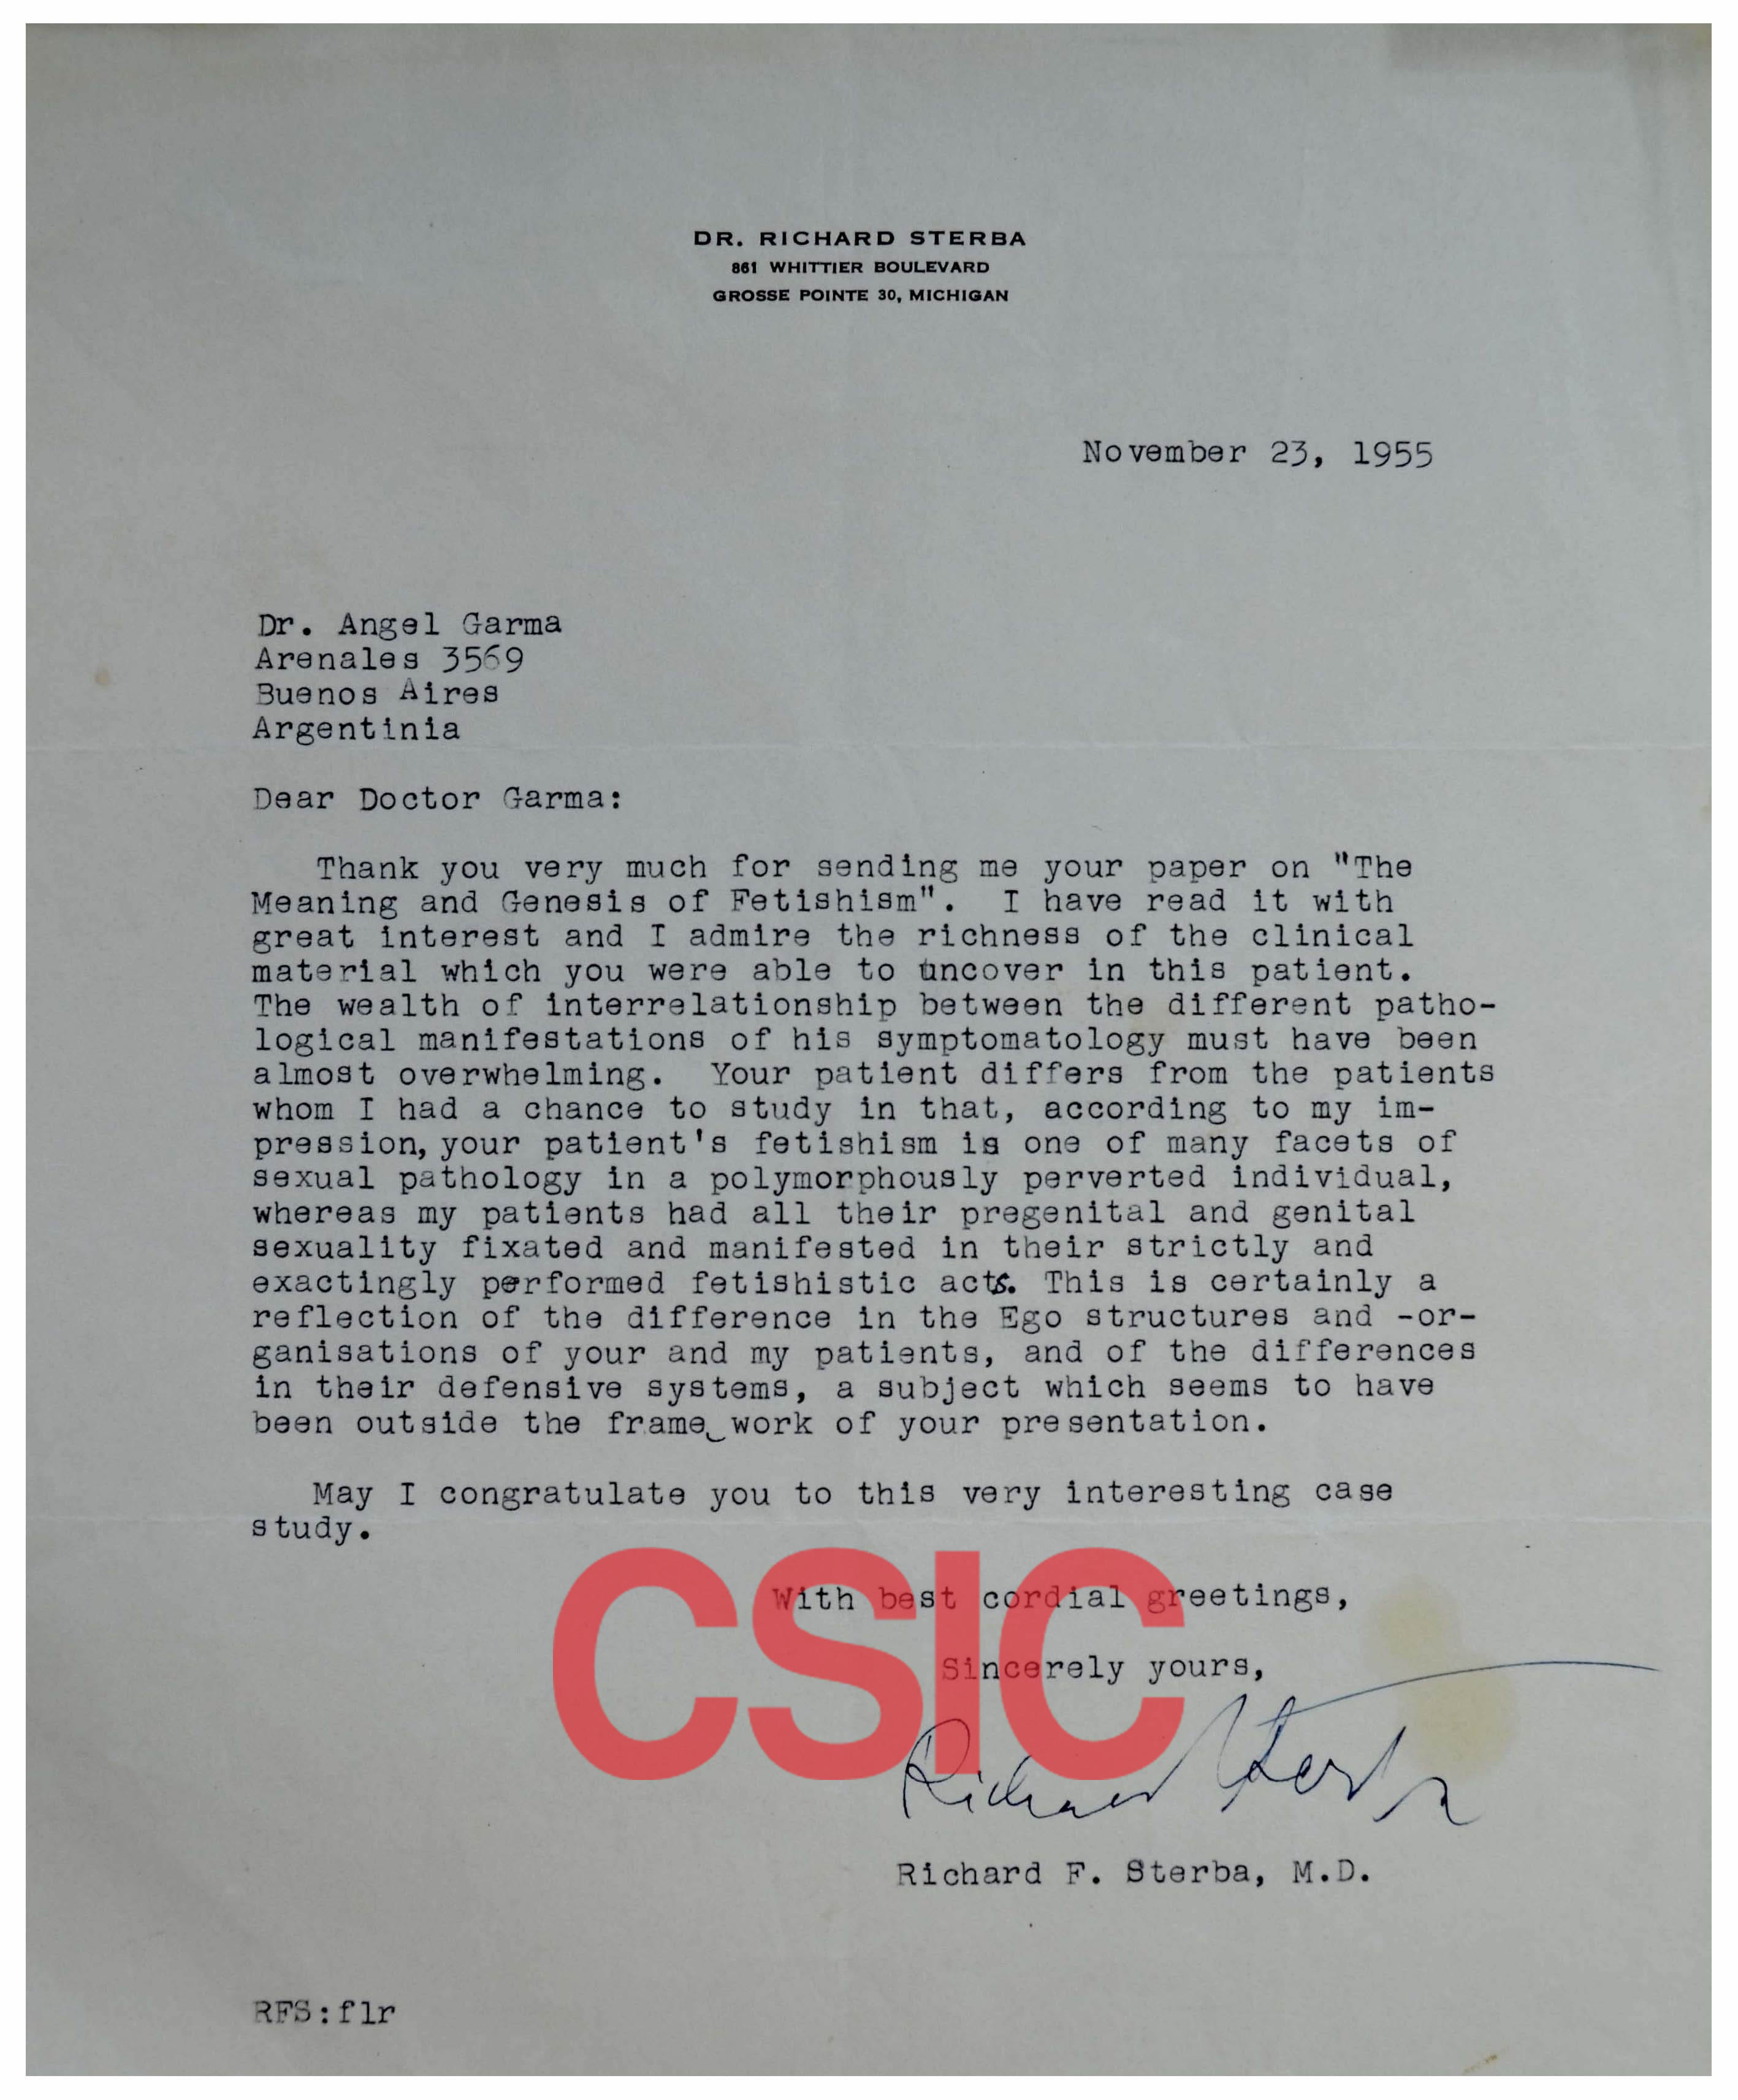 DR. RICHARD STERBA
861 WHITTIER BOULEVARD
GROSSE POINTE 30, MICHIGAN
November 23, 1955
Dr. Angel Garma
Arenales 3569
Buenos Aires
Argentinia
Dear Doctor Garma:
Thank you very much for sending me your paper on "The
Meaning and Genesis of Fetishism". I have read it with
great interest and I admire the richness of the clinical
material which you were able to uncover in this patient.
The wealth of interrelationship between the different patho-
logical manifestations of his symptomatology must have been
almost overwhelming. Your patient differs from the patients
whom I had a chance to study in that, according to my im-
pression, your patient's fetishism is one of many facets of
sexual pathology in a polymorphously perverted individual,
whereas my patients had all their pregenital and genital
sexuality fixated and manifested in their strictly and
exactingly performed fetishistic acts. This is certainly a
reflection of the difference in the Ego structures and -or-
ganisations of your and my patients, and of the differences
in their defensive systems, a subject which seems to have
been outside the frame work of your presentation.
May I congratulate you to this very interesting case
study.
With best cordial greetings,
Sincerely yours,
CSIC
Richard Sterba
Richard F. Sterba, M.D.
RFS:flr